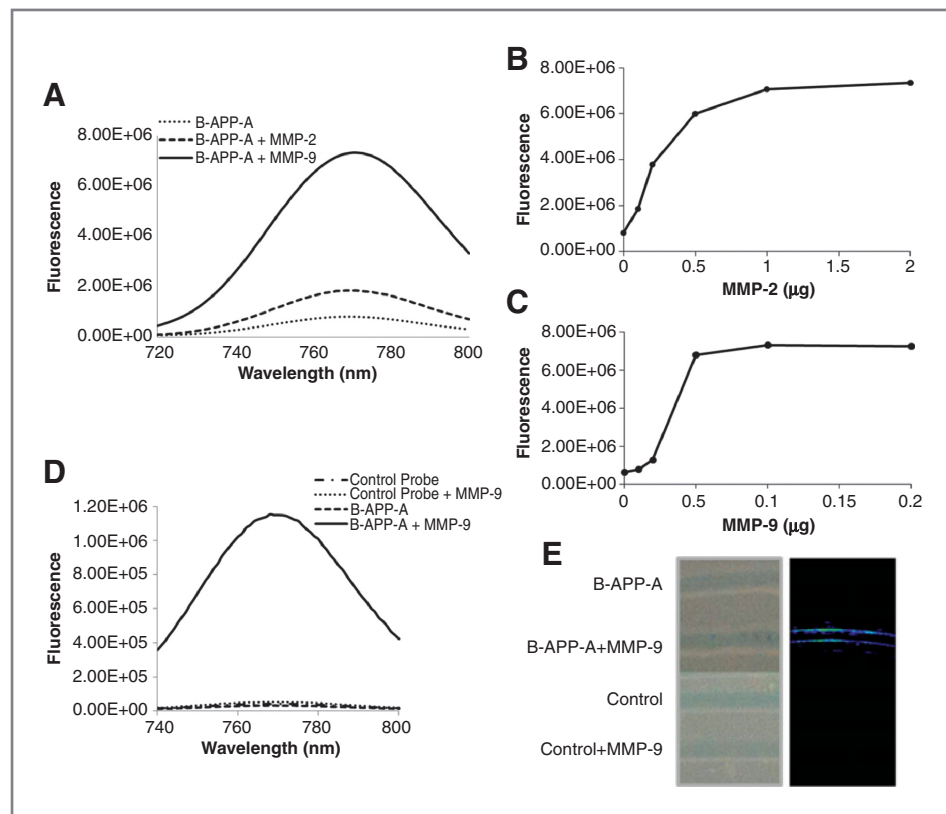 A
B-APP-A
B-APP-A + MMP-2
B-APP-A + MMP-9
8.00E+06
6.00E+06
4.00E+06
2.00E+06
0.00E+00
Fluorescence
720 740 760 780 800
Wavelength (nm)
B
8.00E+06
6.00E+06
4.00E+06
2.00E+06
0.00E+00
Fluorescence
0 0.5 1 1.5 2
MMP-2 (μg)
C
8.00E+06
6.00E+06
4.00E+06
2.00E+06
0.00E+00
Fluorescence
0 0.5 0.1 0.15 0.2
MMP-9 (μg)
D
Control Probe
Control Probe + MMP-9
B-APP-A
B-APP-A + MMP-9
1.20E+06
1.00E+06
8.00E+05
6.00E+05
4.00E+05
2.00E+05
0.00E+00
Fluorescence
740 760 780 800
Wavelength (nm)
E
B-APP-A
B-APP-A+MMP-9
Control
Control+MMP-9